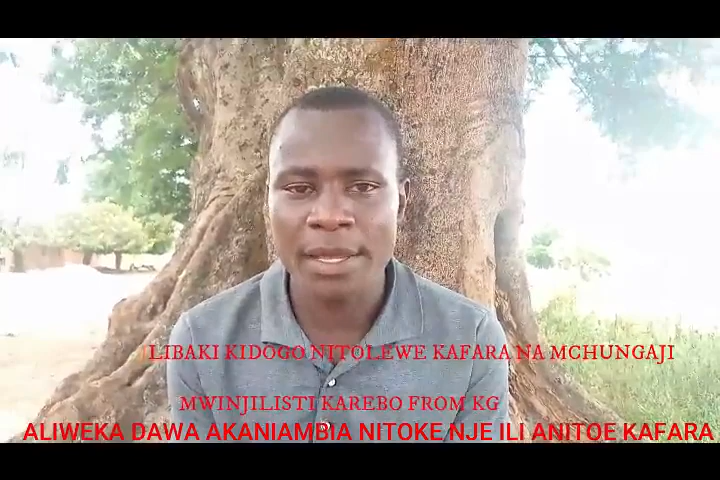 ILIBAKI KIDOGO NITOLEWE KAFARA NA MCHUNGAJI
MWINJILISTI KAREBO FROM KG
ALIWEKA DAWA AKANIAMBIA NITOKE NJE ILI ANITOE KAFARA